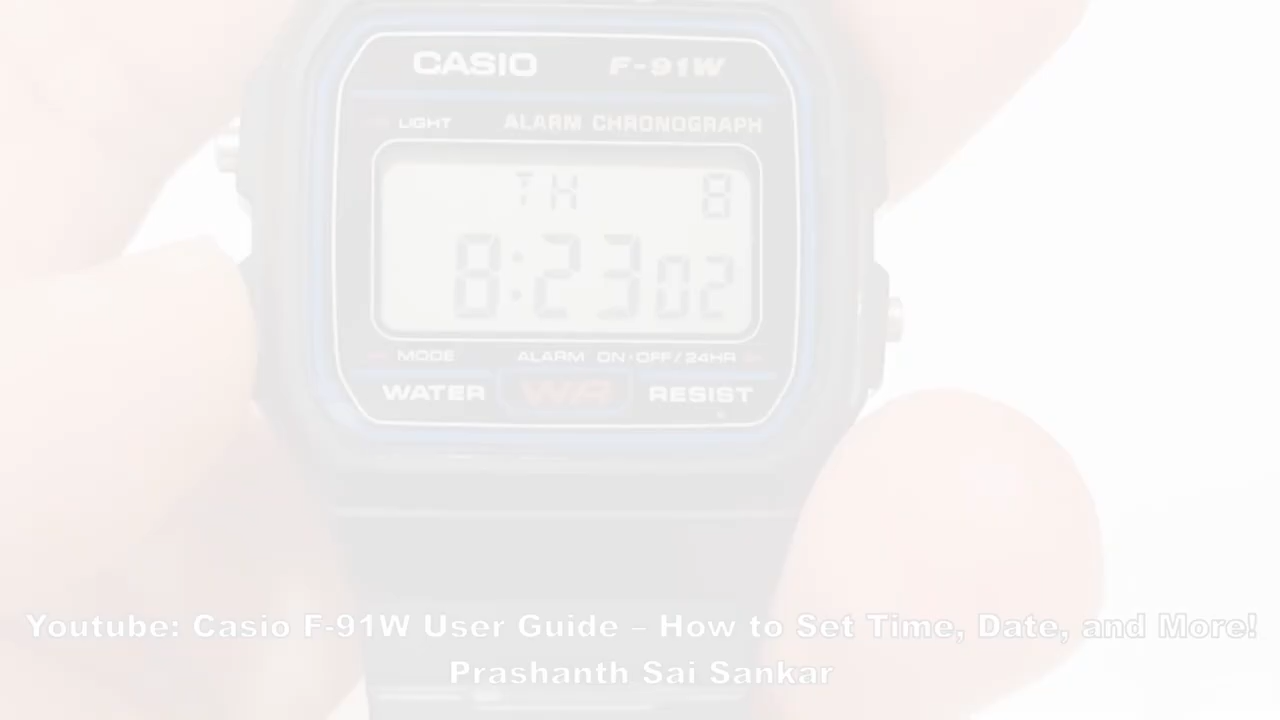 CASIO F-91W
LIGHT ALARM CHRONOGRAPH
TH 8
8:23 02
MODE ALARM ON·OFF/24HR
WATER WR RESIST
Youtube: Casio F-91W User Guide – How to Set Time, Date, and More!
Prashanth Sai Sankar